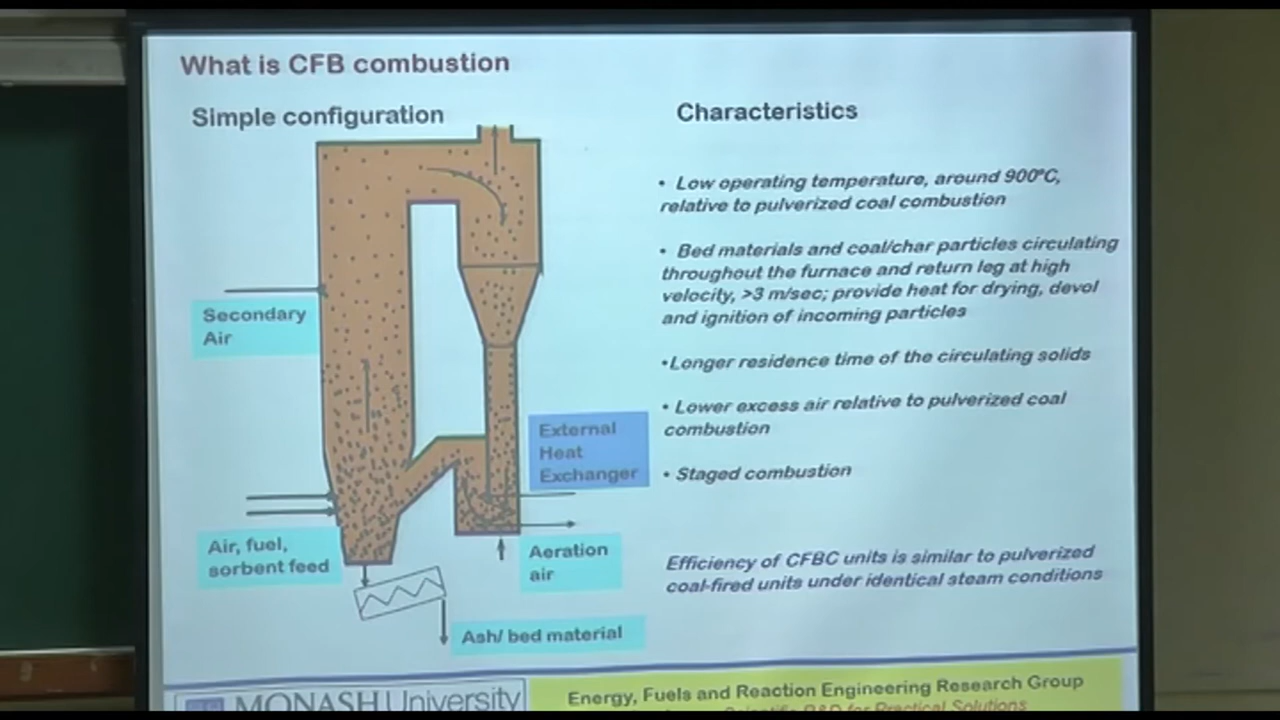 What is CFB combustion
Simple configuration
Secondary
Air
Air, fuel,
sorbent feed
External
Heat
Exchanger
Aeration
air
Ash/ bed material
Characteristics
• Low operating temperature, around 900ºC,
relative to pulverized coal combustion
• Bed materials and coal/char particles circulating
throughout the furnace and return leg at high
velocity, >3 m/sec; provide heat for drying, devol
and ignition of incoming particles
•Longer residence time of the circulating solids
• Lower excess air relative to pulverized coal
combustion
• Staged combustion
Efficiency of CFBC units is similar to pulverized
coal-fired units under identical steam conditions
MONASH University
Energy, Fuels and Reaction Engineering Research Group
Scientific R&D for Practical Solutions